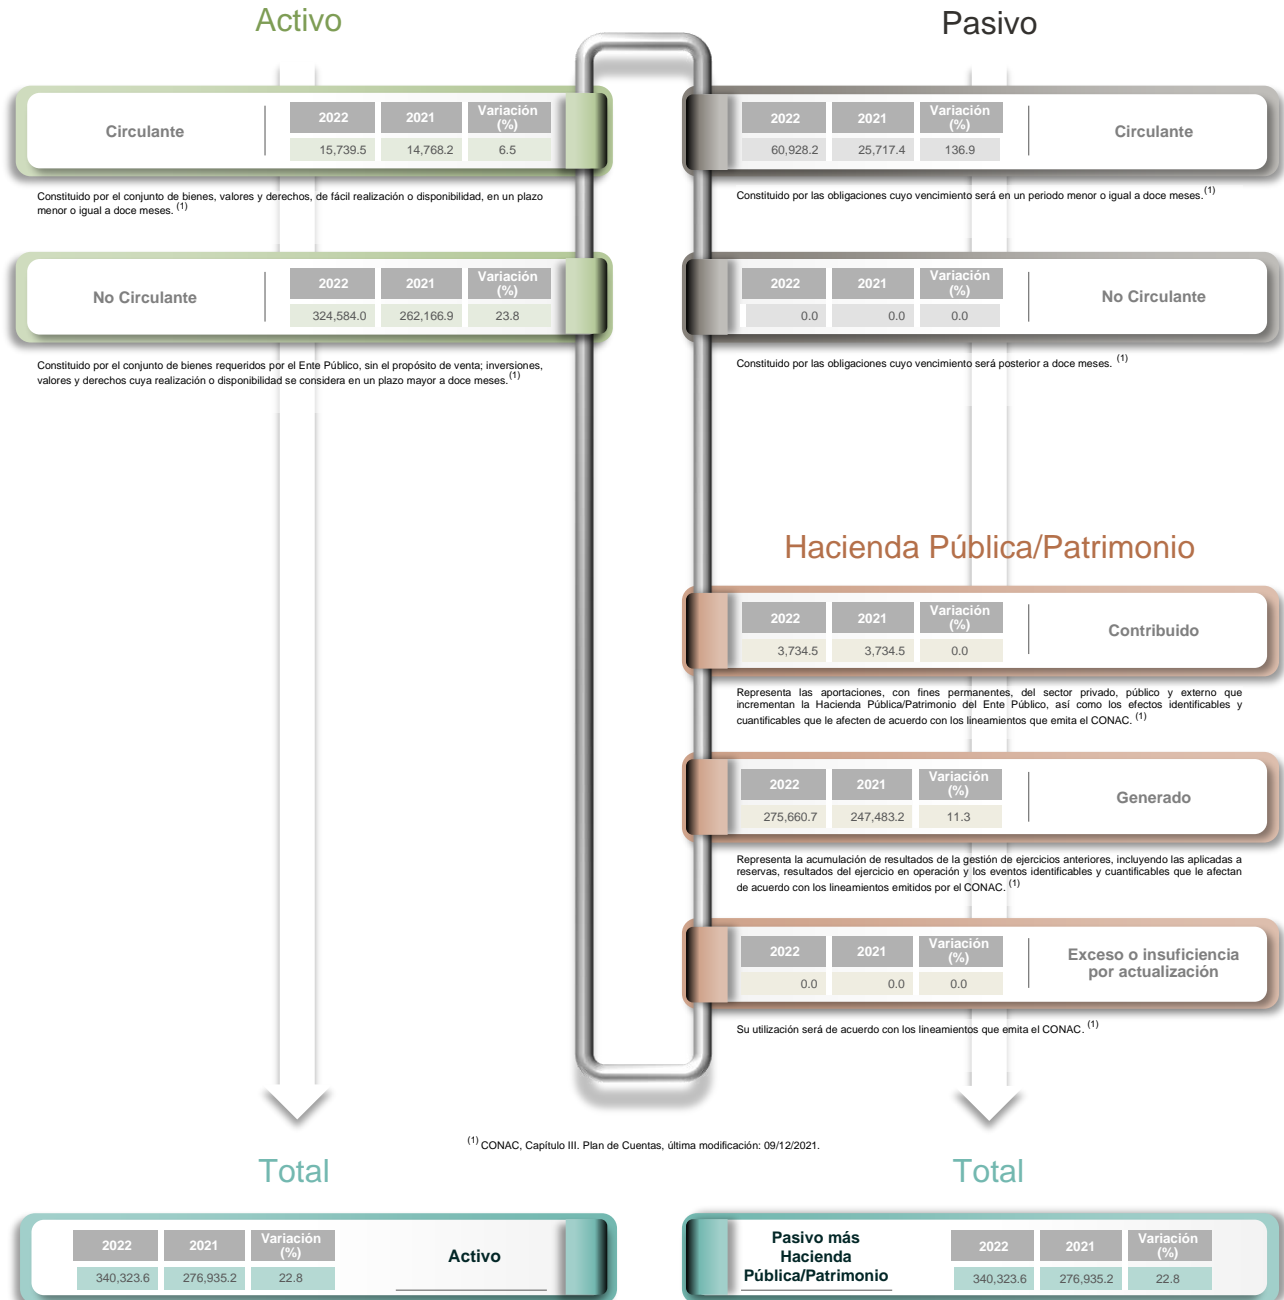 Activo
Circulante
2022 2021 Variación (%)
15,739.5 14,768.2 6.5
Constituido por el conjunto de bienes, valores y derechos, de fácil realización o disponibilidad, en un plazo
menor o igual a doce meses. (1)
No Circulante
2022 2021 Variación (%)
324,584.0 262,166.9 23.8
Constituido por el conjunto de bienes requeridos por el Ente Público, sin el propósito de venta; inversiones,
valores y derechos cuya realización o disponibilidad se considera en un plazo mayor a doce meses. (1)
Pasivo
2022 2021 Variación (%)
60,928.2 25,717.4 136.9
Circulante
Constituido por las obligaciones cuyo vencimiento será en un periodo menor o igual a doce meses. (1)
2022 2021 Variación (%)
0.0 0.0 0.0
No Circulante
Constituido por las obligaciones cuyo vencimiento será posterior a doce meses. (1)
Hacienda Pública/Patrimonio
2022 2021 Variación (%)
3,734.5 3,734.5 0.0
Contribuido
Representa las aportaciones, con fines permanentes, del sector privado, público y externo que
incrementan la Hacienda Pública/Patrimonio del Ente Público, así como los efectos identificables y
cuantificables que le afecten de acuerdo con los lineamientos que emita el CONAC. (1)
2022 2021 Variación (%)
275,660.7 247,483.2 11.3
Generado
Representa la acumulación de resultados de la gestión de ejercicios anteriores, incluyendo las aplicadas a
reservas, resultados del ejercicio en operación y los eventos identificables y cuantificables que le afectan
de acuerdo con los lineamientos emitidos por el CONAC. (1)
2022 2021 Variación (%)
0.0 0.0 0.0
Exceso o insuficiencia
por actualización
Su utilización será de acuerdo con los lineamientos que emita el CONAC. (1)
(1) CONAC, Capítulo III. Plan de Cuentas, última modificación: 09/12/2021.
Total
2022 2021 Variación (%)
340,323.6 276,935.2 22.8
Activo
Total
Pasivo más
Hacienda
Pública/Patrimonio
2022 2021 Variación (%)
340,323.6 276,935.2 22.8